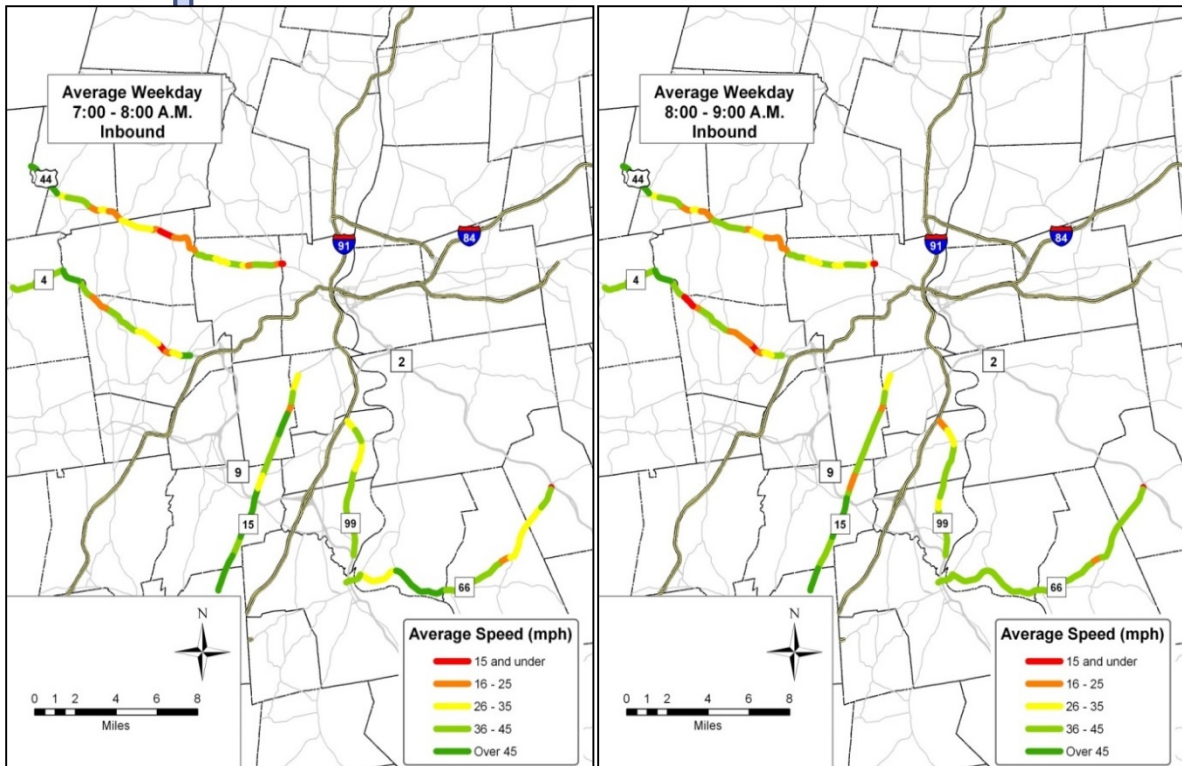 Average Weekday
7:00 - 8:00 A.M.
Inbound
44
4
91
84
2
9
15
99
66
N
0 1 2 4 6 8
Miles
Average Speed (mph)
15 and under
16 - 25
26 - 35
36 - 45
Over 45
Average Weekday
8:00 - 9:00 A.M.
Inbound
44
4
91
84
2
9
15
99
66
N
0 1 2 4 6 8
Miles
Average Speed (mph)
15 and under
16 - 25
26 - 35
36 - 45
Over 45